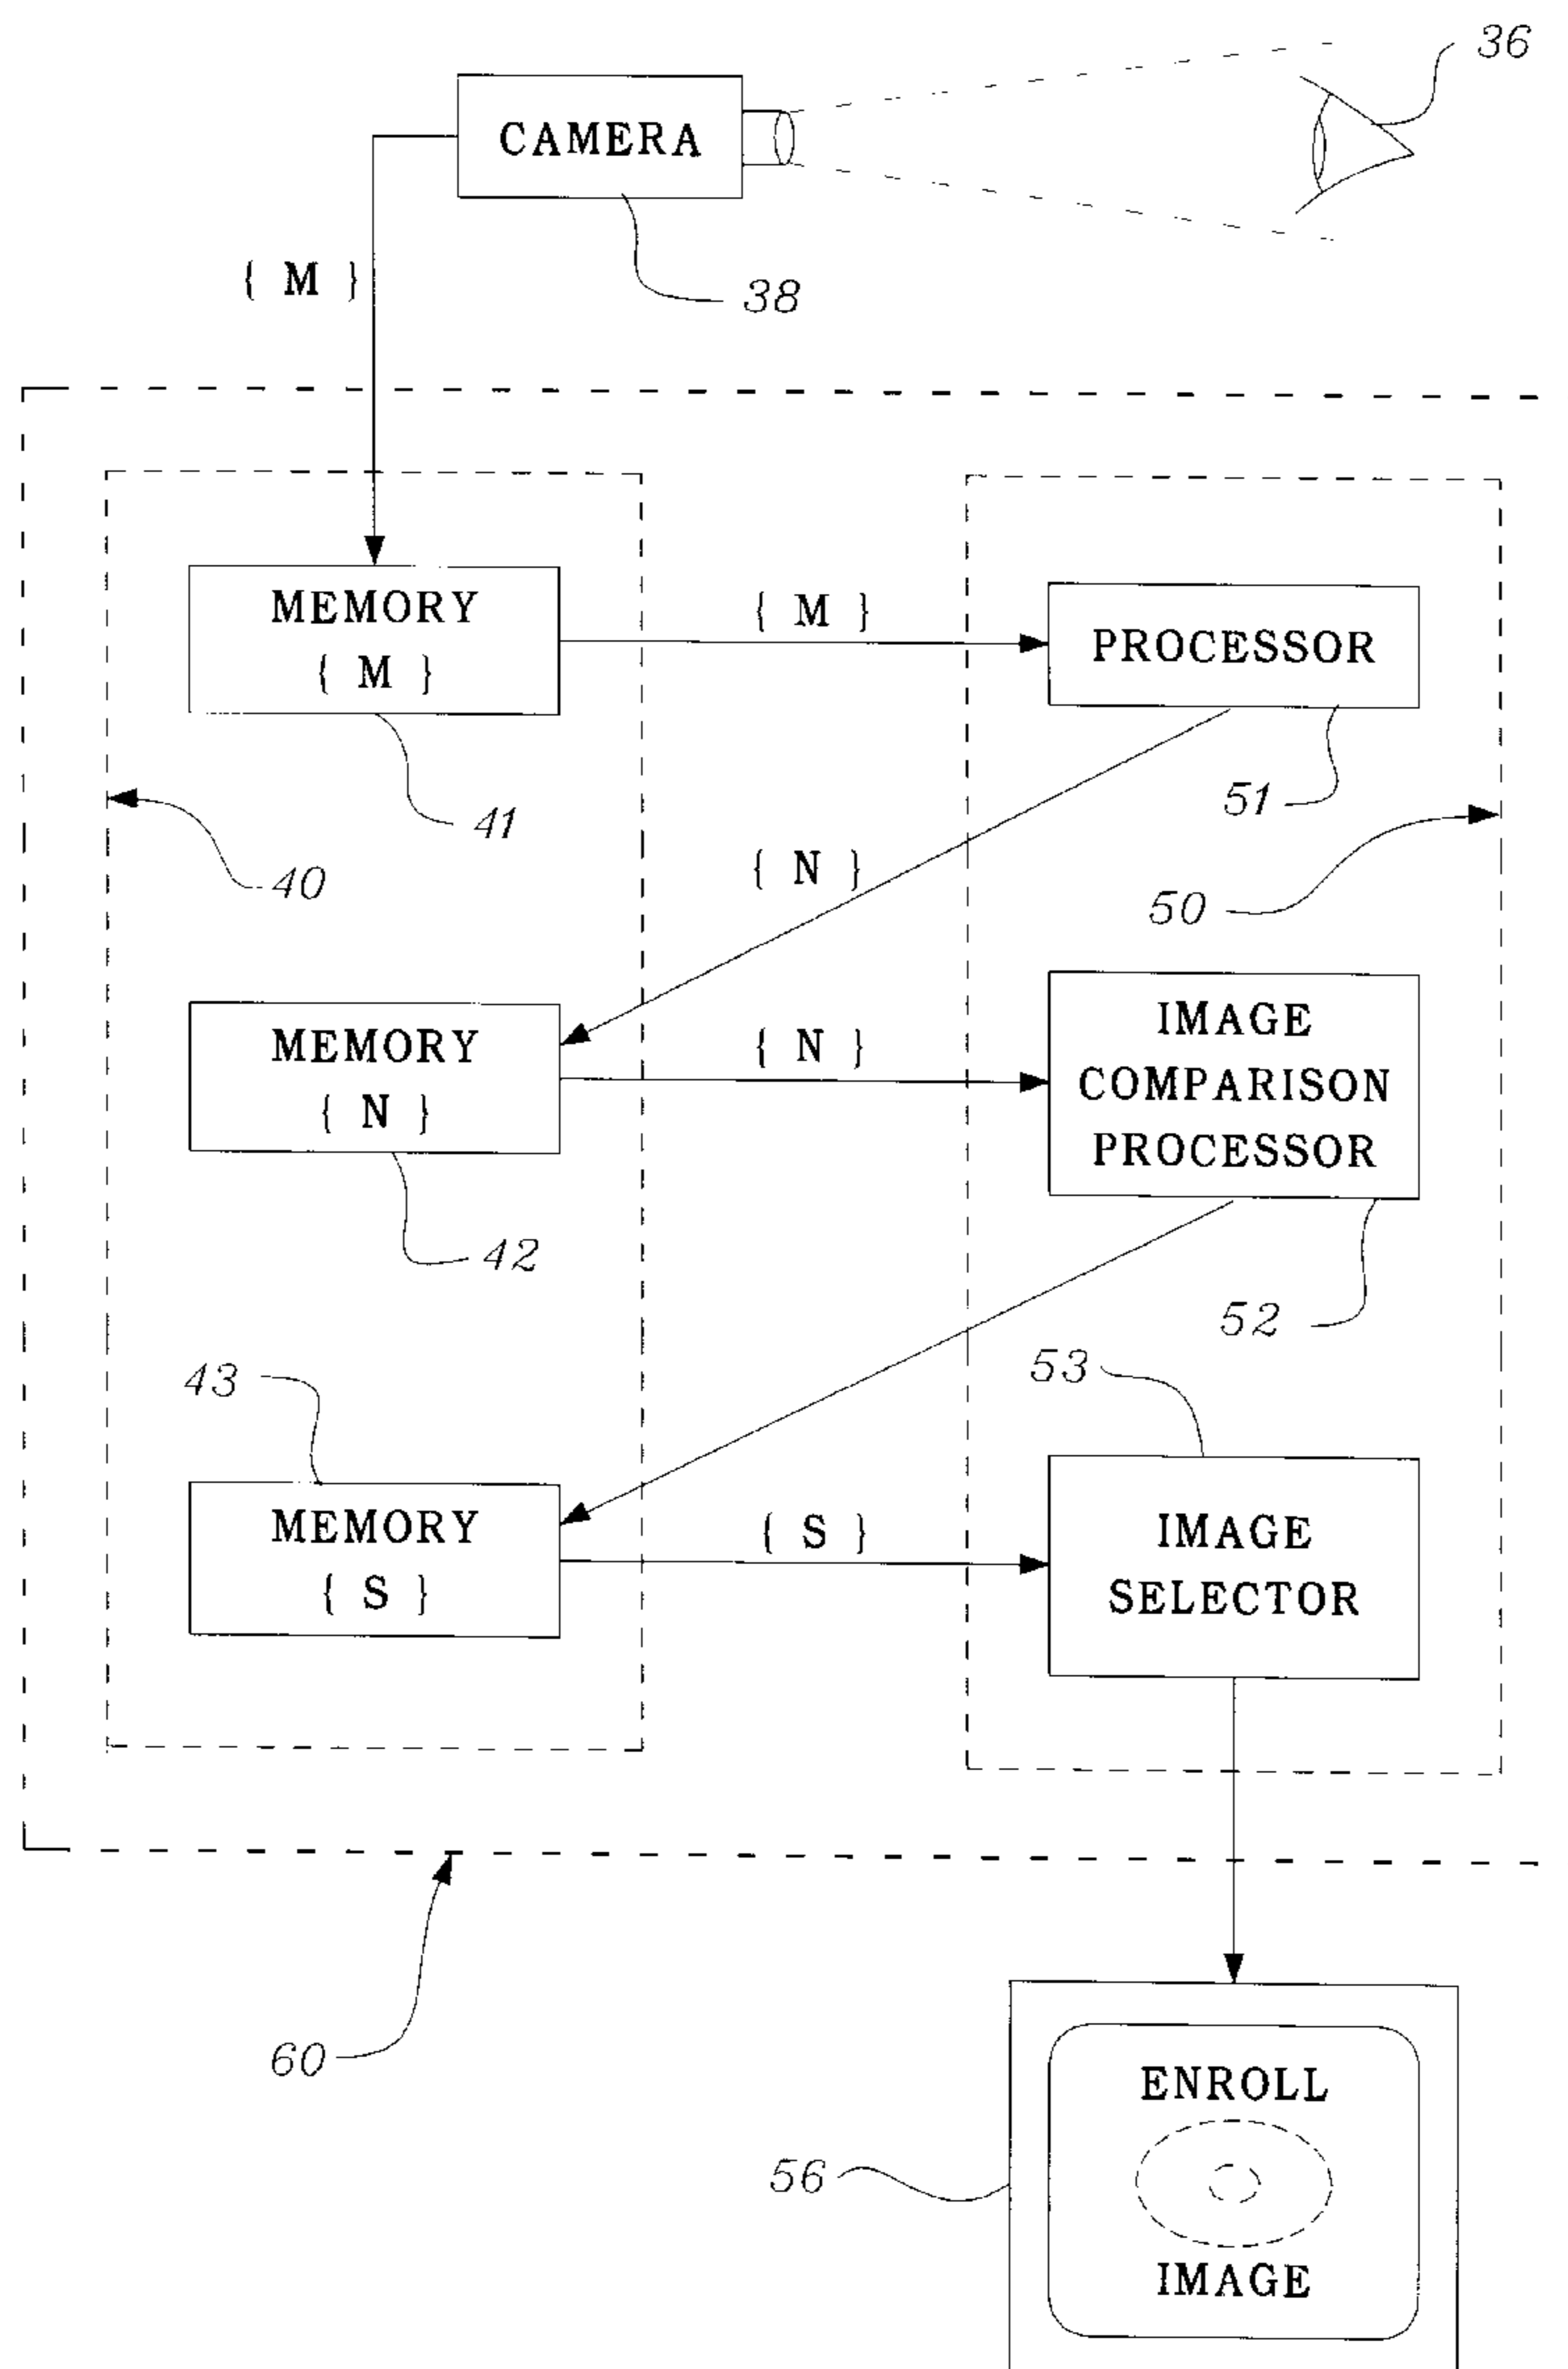 36
CAMERA
{ M }
38
MEMORY
{ M }
{ M }
PROCESSOR
41
51
40
{ N }
50
MEMORY
{ N }
{ N }
IMAGE
COMPARISON
PROCESSOR
42
52
43
53
MEMORY
{ S }
{ S }
IMAGE
SELECTOR
60
ENROLL
56
IMAGE